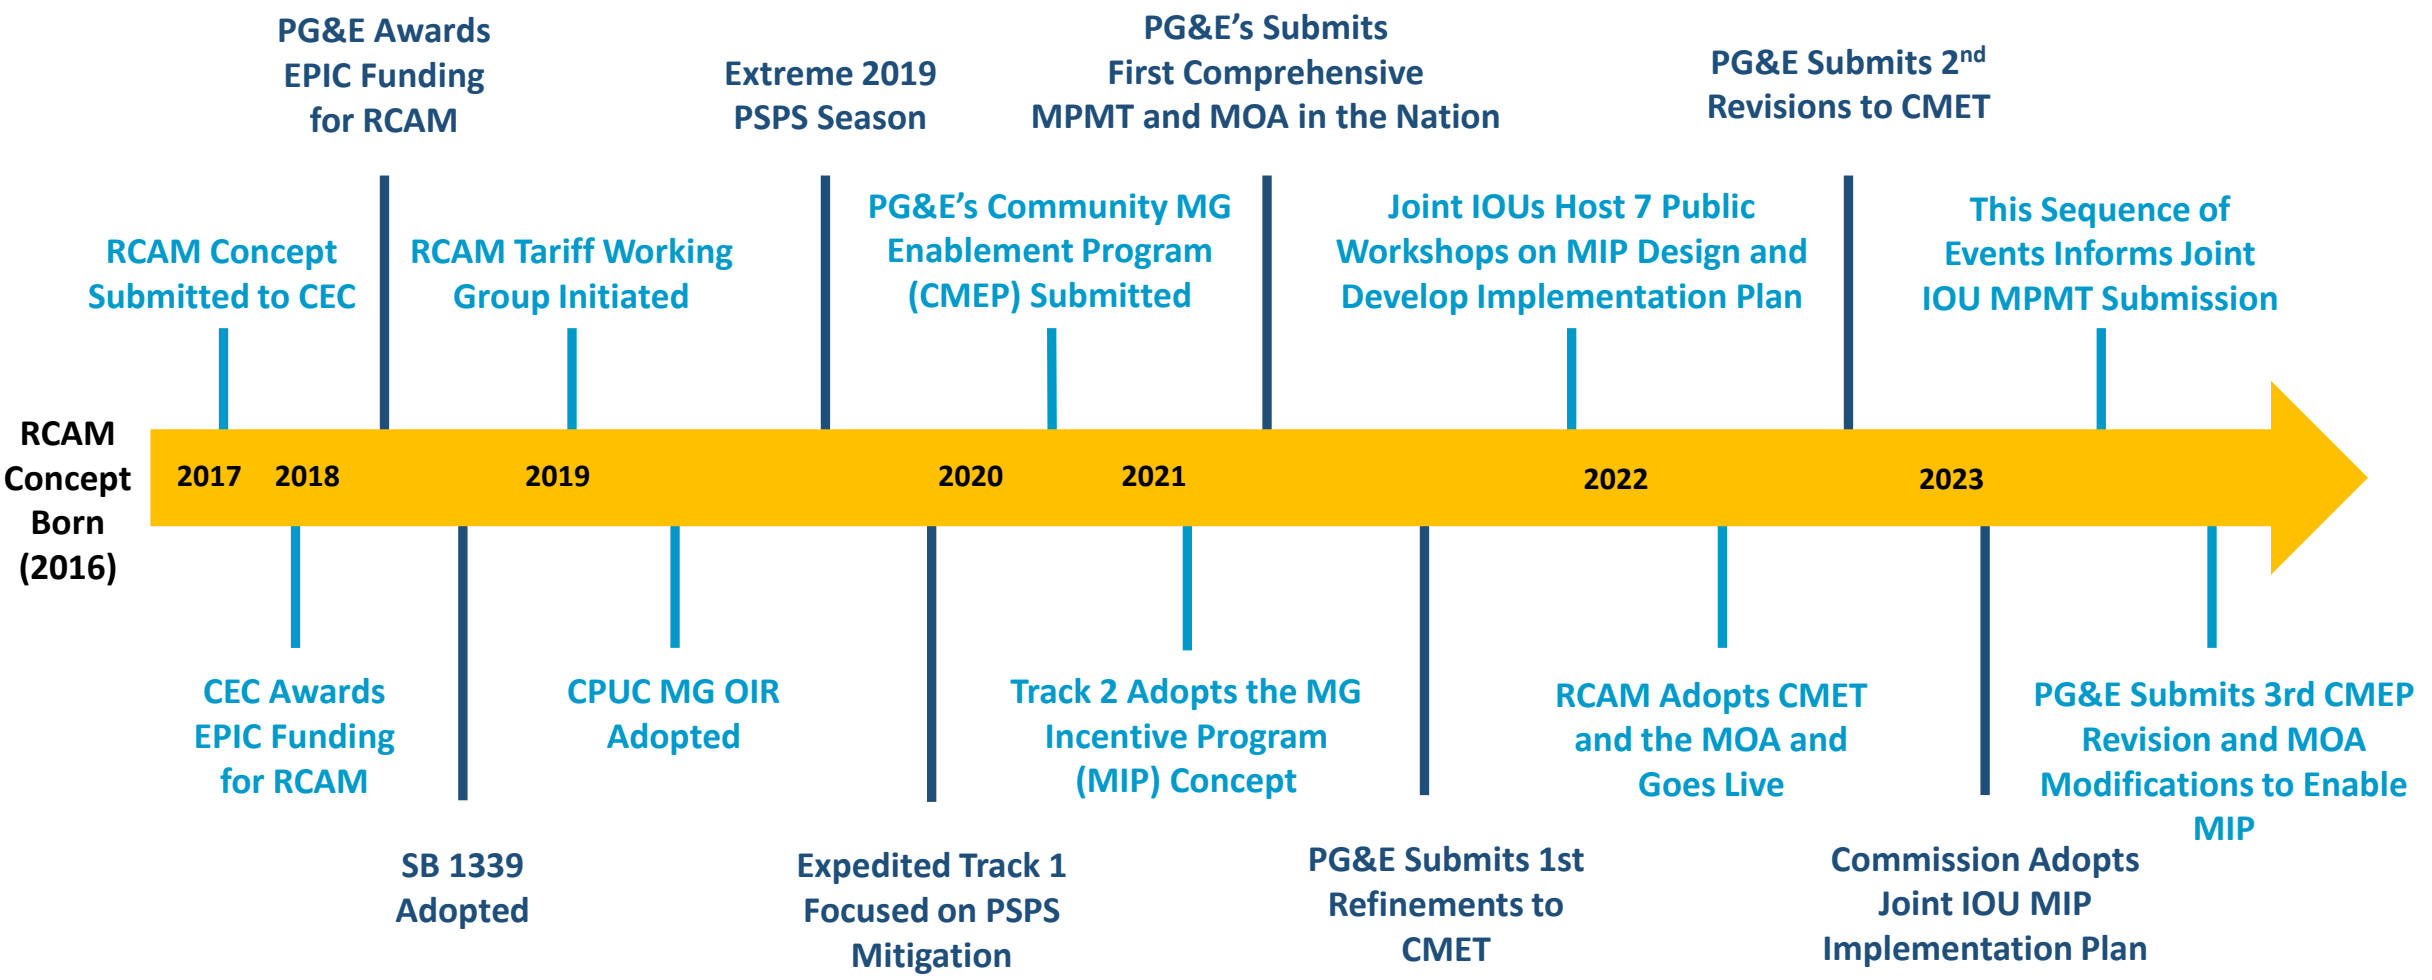 PG&E Awards
EPIC Funding
for RCAM
Extreme 2019
PSPS Season
PG&E's Submits
First Comprehensive
MPMT and MOA in the Nation
PG&E Submits 2nd
Revisions to CMET
RCAM Concept
Submitted to CEC
RCAM Tariff Working
Group Initiated
PG&E's Community MG
Enablement Program
(CMEP) Submitted
Joint IOUs Host 7 Public
Workshops on MIP Design and
Develop Implementation Plan
This Sequence of
Events Informs Joint
IOU MPMT Submission
RCAM
Concept
Born
(2016)
2017 2018 2019 2020 2021 2022 2023
CEC Awards
EPIC Funding
for RCAM
CPUC MG OIR
Adopted
Track 2 Adopts the MG
Incentive Program
(MIP) Concept
RCAM Adopts CMET
and the MOA and
Goes Live
PG&E Submits 3rd CMEP
Revision and MOA
Modifications to Enable
MIP
SB 1339
Adopted
Expedited Track 1
Focused on PSPS
Mitigation
PG&E Submits 1st
Refinements to
CMET
Commission Adopts
Joint IOU MIP
Implementation Plan